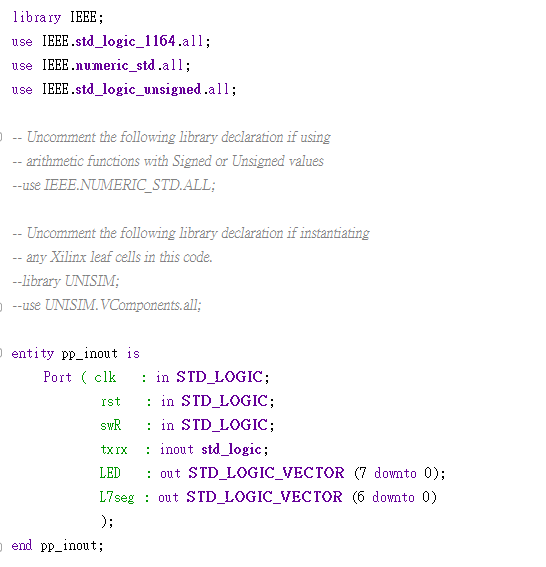 library IEEE;
use IEEE.std_logic_1164.all;
use IEEE.numeric_std.all;
use IEEE.std_logic_unsigned.all;
-- Uncomment the following library declaration if using
-- arithmetic functions with Signed or Unsigned values
--use IEEE.NUMERIC_STD.ALL;
-- Uncomment the following library declaration if instantiating
-- any Xilinx leaf cells in this code.
--library UNISIM;
--use UNISIM.VComponents.all;
entity pp_inout is
Port ( clk : in STD_LOGIC;
rst : in STD_LOGIC;
swR : in STD_LOGIC;
txrx : inout std_logic;
LED : out STD_LOGIC_VECTOR (7 downto 0);
L7seg : out STD_LOGIC_VECTOR (6 downto 0)
);
end pp_inout;